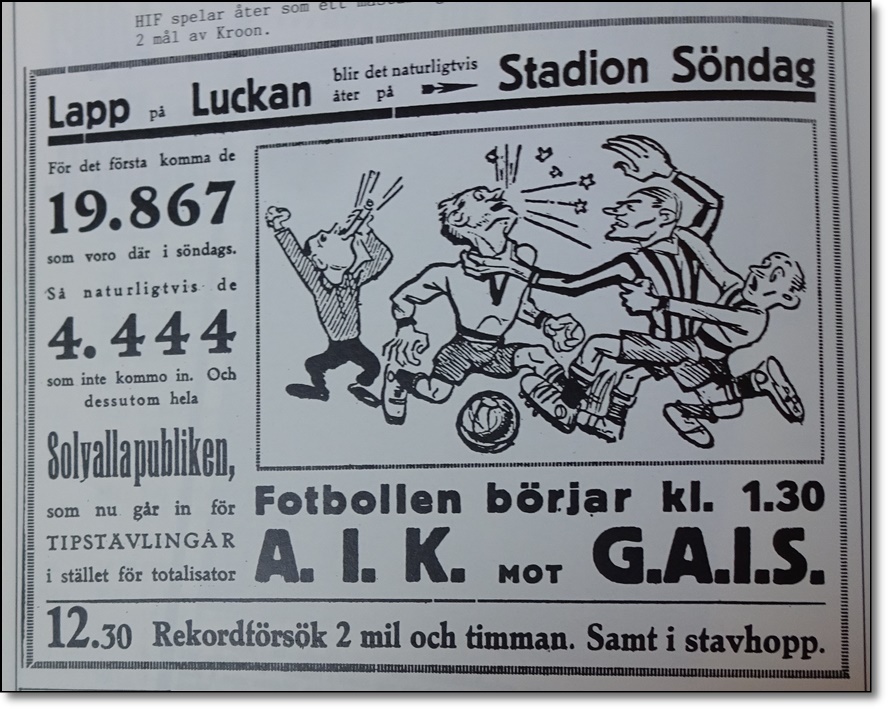 HIF spelar åter som ett
2 mål av Kroon.
Lapp på Luckan blir det naturligtvis åter på Stadion Söndag
För det första komma de
19.867
som voro där i söndags.
Så naturligtvis de
4.444
som inte kommo in. Och
dessutom hela
Solvallapubliken,
som nu går in för
TIPSTÄVLINGAR
i stället för totalisator
Fotbollen börjar kl. 1.30
A. I. K. MOT G.A.I.S.
12.30 Rekordförsök 2 mil och timman. Samt i stavhopp.